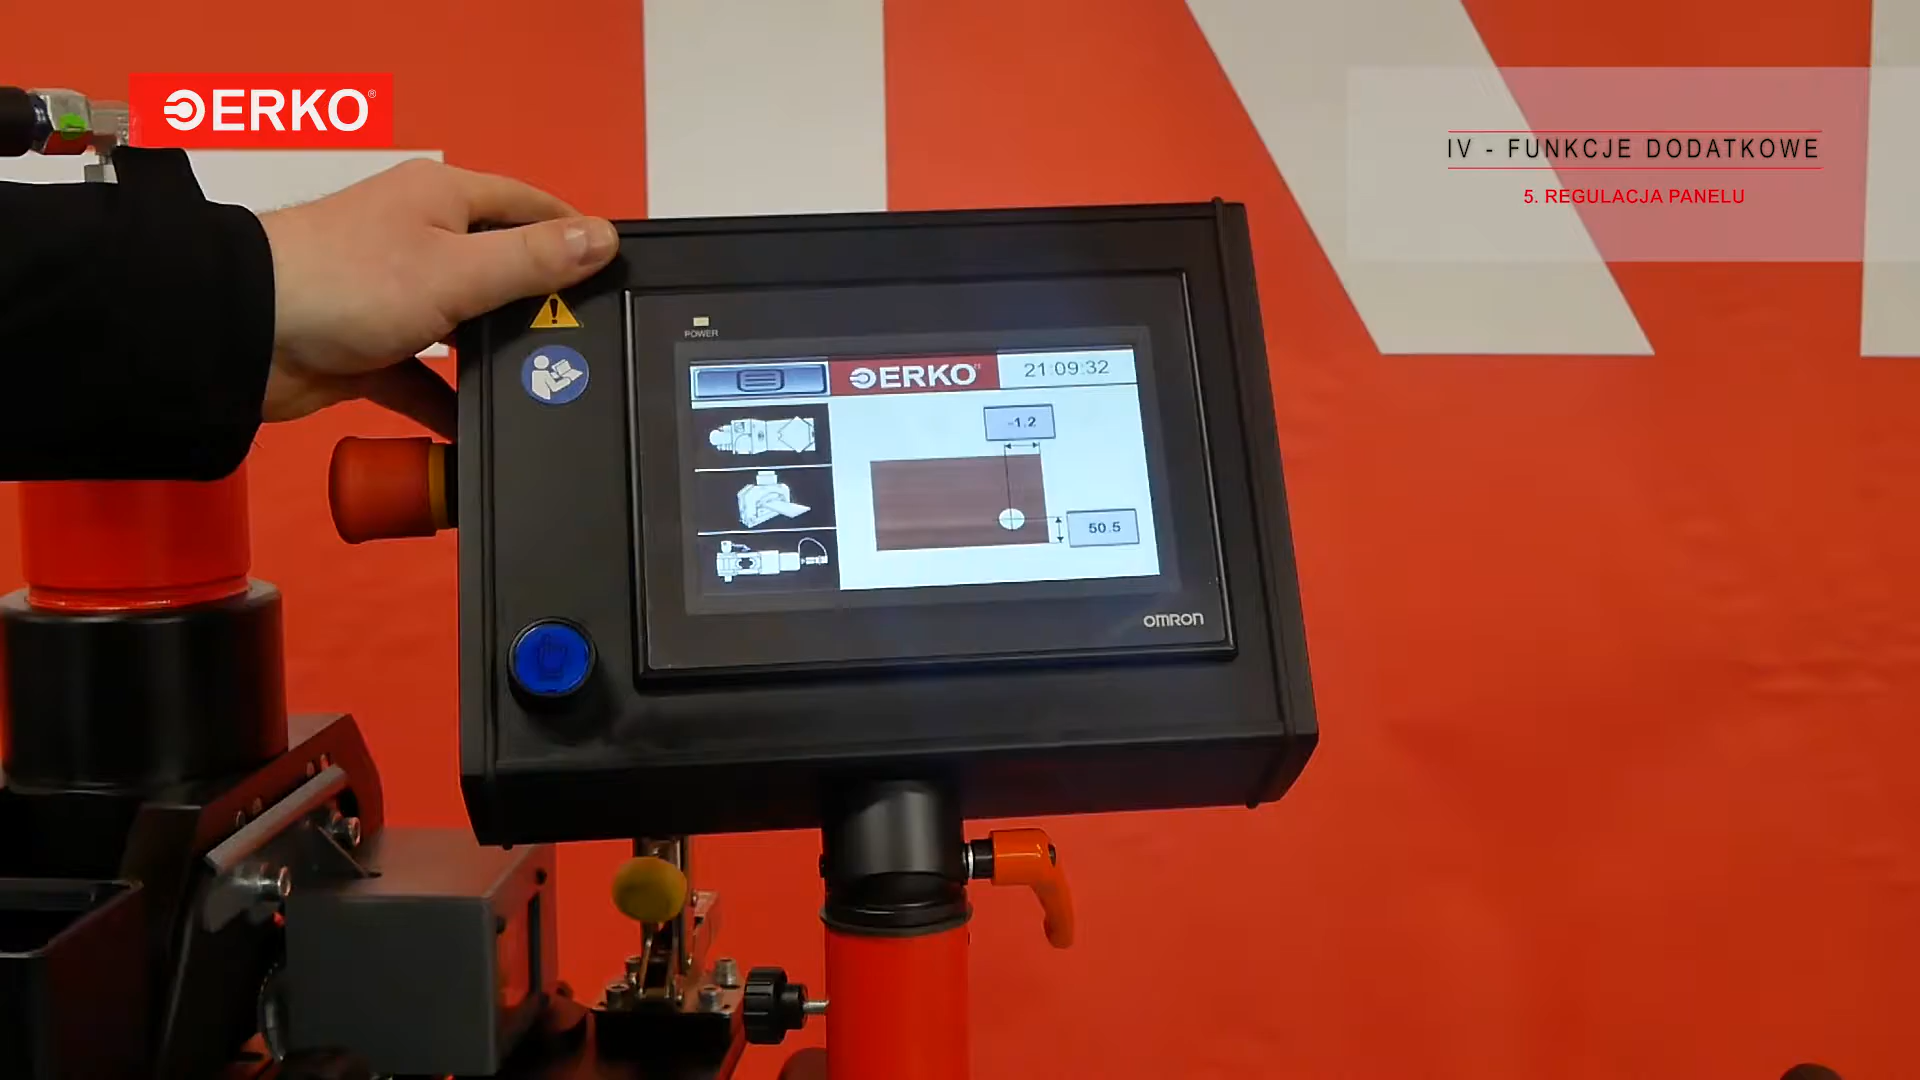 ERKO®
IV - FUNKCJE DODATKOWE
5. REGULACJA PANELU
POWER
ERKO
21:09:32
-1.2
50.5
OMRON